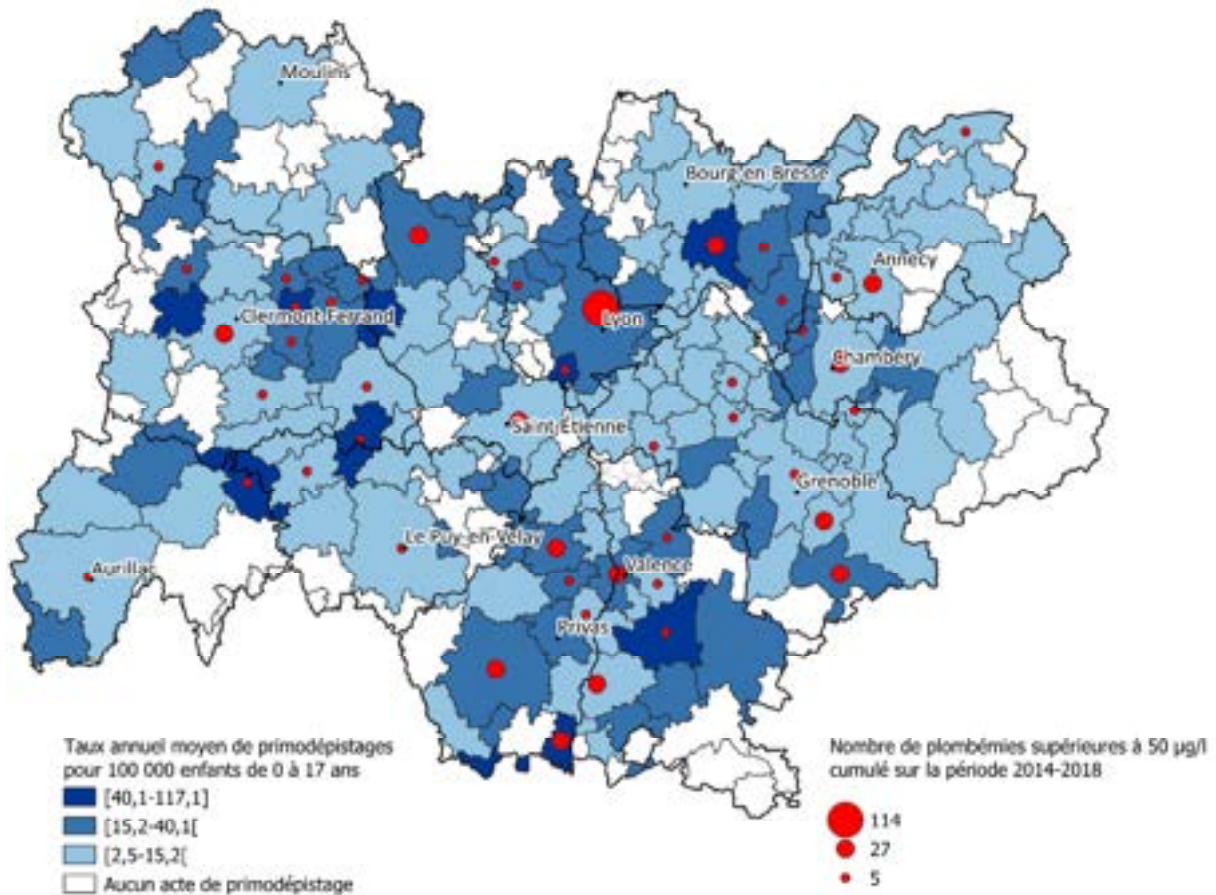 Moulins
Bourg-en-Bresse
Annecy
Clermont-Ferrand
Lyon
Chambéry
Saint-Étienne
Grenoble
Le Puy-en-Velay
Valence
Aurillac
Privas
Taux annuel moyen de primodépistages
pour 100 000 enfants de 0 à 17 ans
[40,1-117,1]
[15,2-40,1[
[2,5-15,2[
Aucun acte de primodépistage
Nombre de plombémies supérieures à 50 µg/l
cumulé sur la période 2014-2018
114
27
5